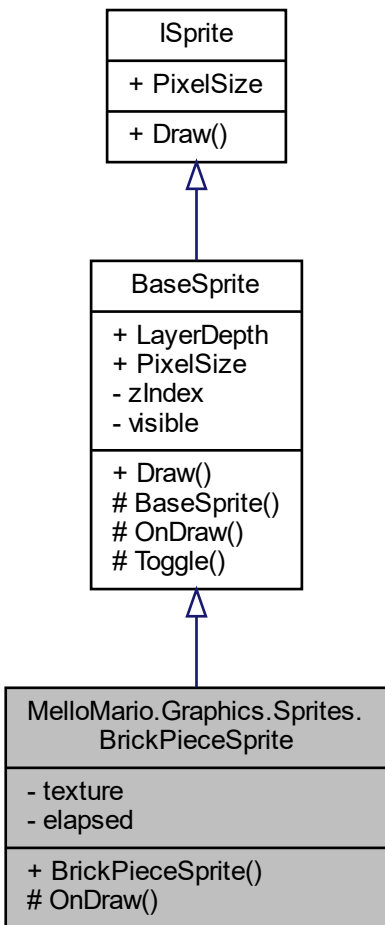 ISprite
+ PixelSize
+ Draw()
BaseSprite
+ LayerDepth
+ PixelSize
- zIndex
- visible
+ Draw()
# BaseSprite()
# OnDraw()
# Toggle()
MelloMario.Graphics.Sprites.
BrickPieceSprite
- texture
- elapsed
+ BrickPieceSprite()
# OnDraw()